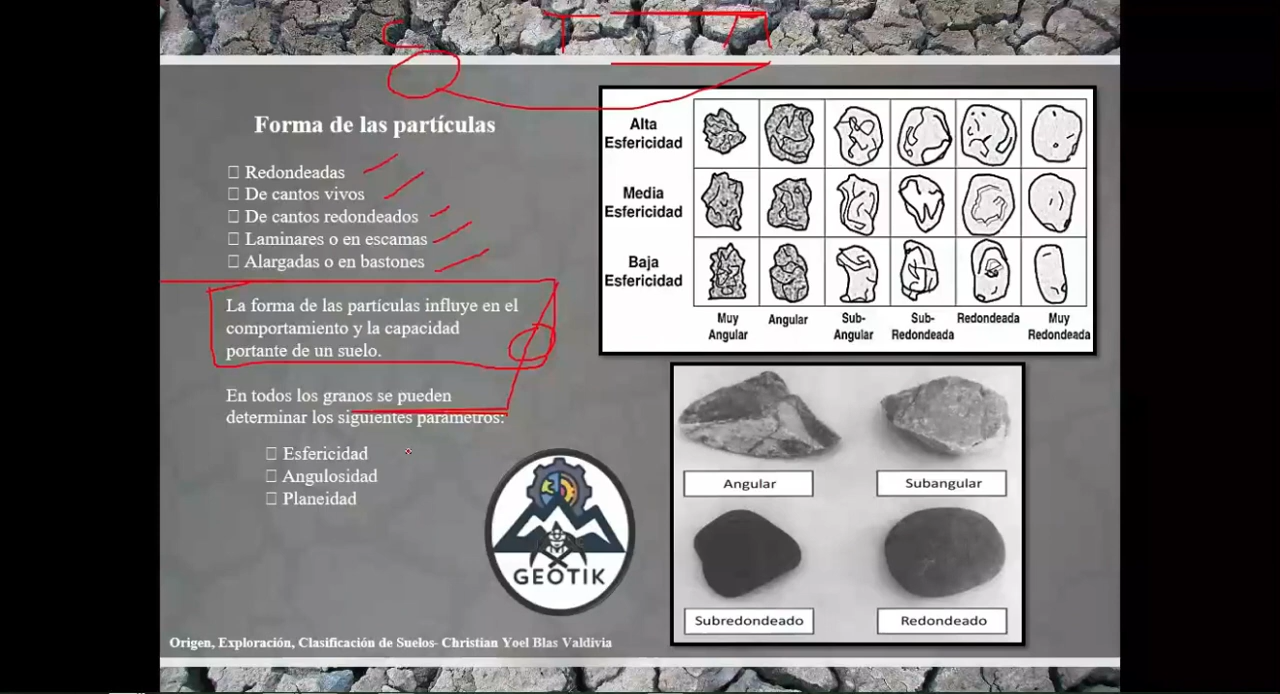 Forma de las partículas
Redondeadas
De cantos vivos
De cantos redondeados
Laminares o en escamas
Alargadas o en bastones
La forma de las partículas influye en el
comportamiento y la capacidad
portante de un suelo.
En todos los granos se pueden
determinar los siguientes parámetros:
Esfericidad
Angulosidad
Planeidad
Alta
Esfericidad
Media
Esfericidad
Baja
Esfericidad
Muy
Angular
Angular
Sub-
Angular
Sub-
Redondeada
Redondeada
Muy
Redondeada
Angular
Subangular
Subredondeado
Redondeado
GEOTIK
Origen, Exploración, Clasificación de Suelos- Christian Yoel Blas Valdivia